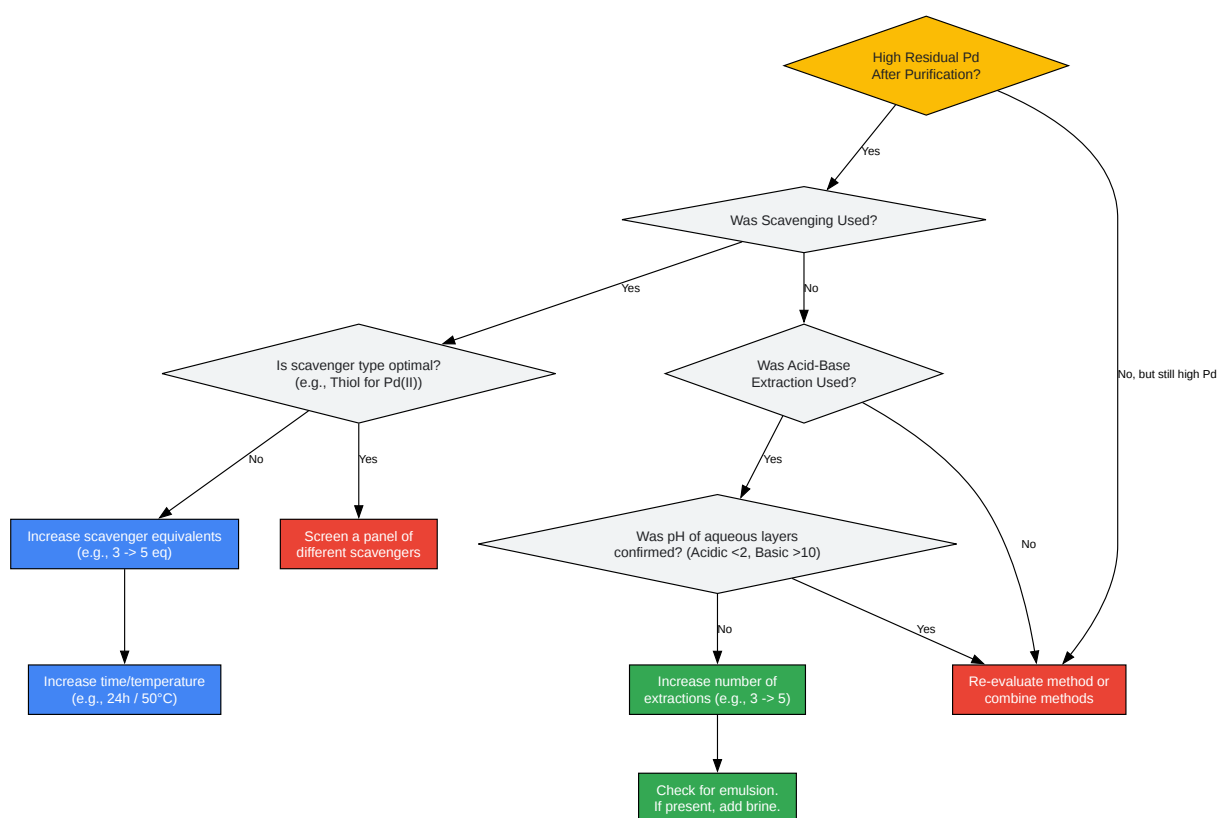 High Residual Pd
After Purification?
Yes
Was Scavenging Used?
Yes
No
Is scavenger type optimal?
(e.g., Thiol for Pd(II))
Was Acid-Base
Extraction Used?
No, but still high Pd
No
Yes
Yes
Increase scavenger equivalents
(e.g., 3 -> 5 eq)
Screen a panel of
different scavengers
Was pH of aqueous layers
confirmed? (Acidic <2, Basic >10)
No
No
Yes
Increase time/temperature
(e.g., 24h / 50°C)
Increase number of
extractions (e.g., 3 -> 5)
Re-evaluate method or
combine methods
Check for emulsion.
If present, add brine.